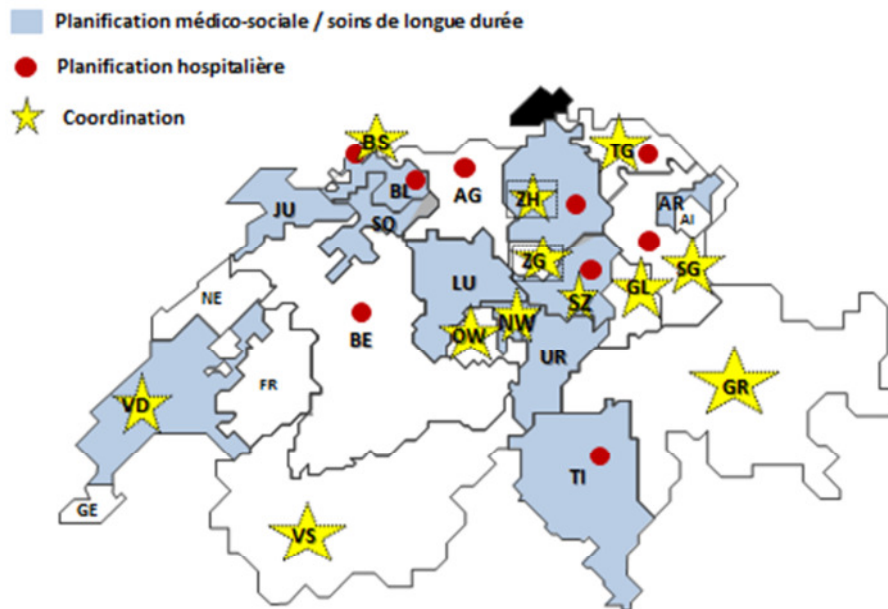 Planification médico-sociale / soins de longue durée
Planification hospitalière
Coordination
BS
TG
BL
AG
ZH
AR
AI
JU
SO
ZG
SG
LU
GL
SZ
NE
NW
OW
BE
UR
FR
GR
VD
TI
GE
VS